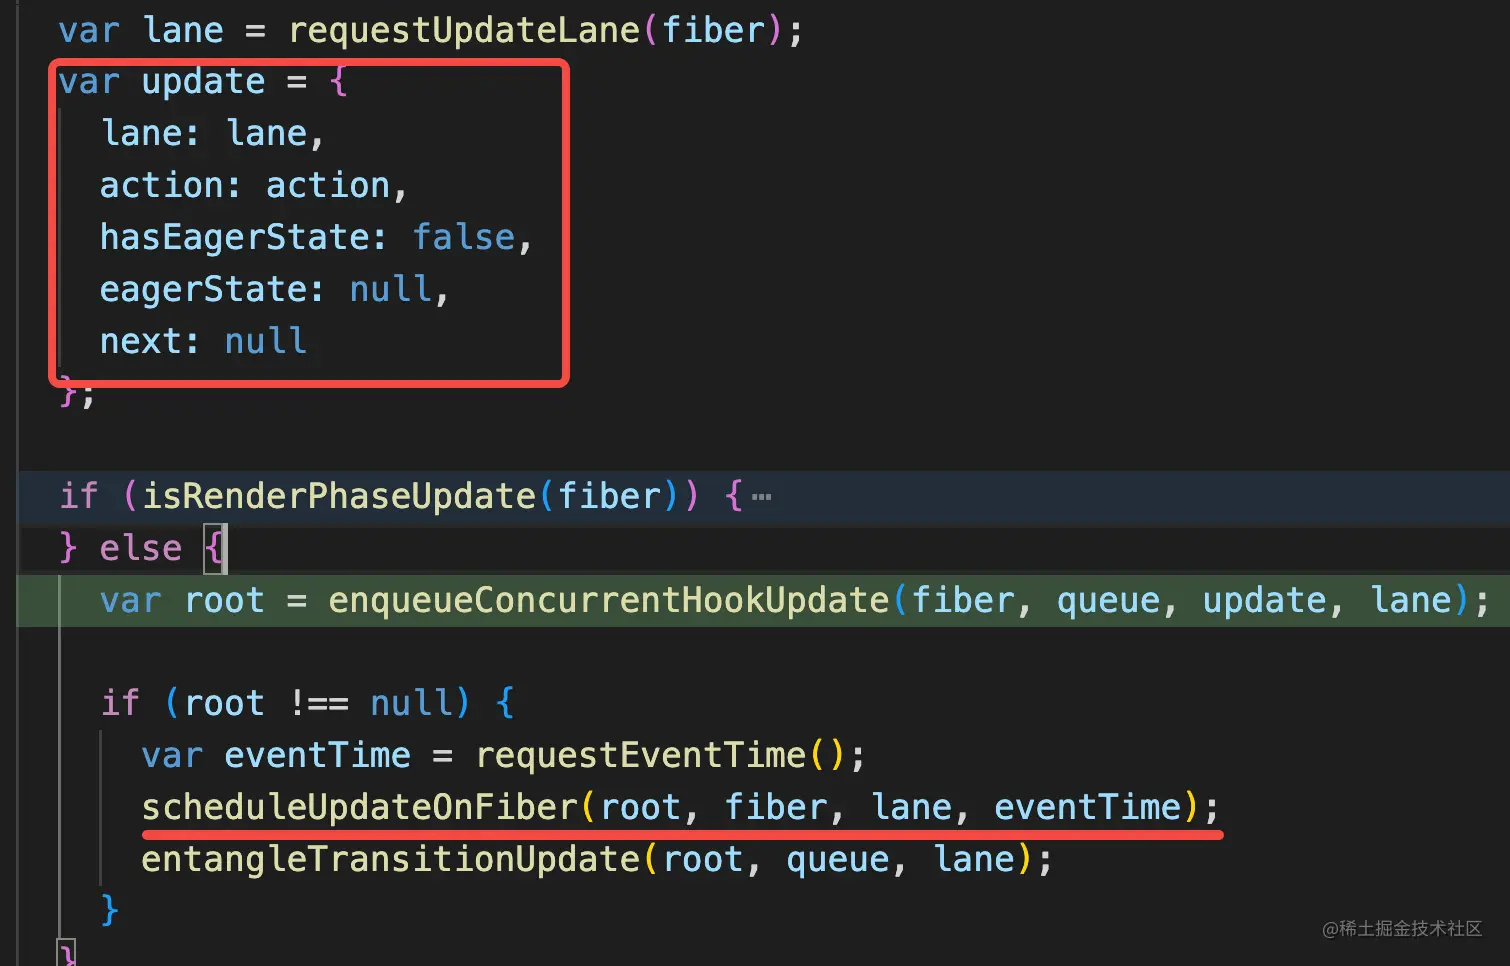 var lane = requestUpdateLane(fiber);
var update = {
lane: lane,
action: action,
hasEagerState: false,
eagerState: null,
next: null
};
if (isRenderPhaseUpdate(fiber)) {⋯
} else {
var root = enqueueConcurrentHookUpdate(fiber, queue, update, lane);
if (root !== null) {
var eventTime = requestEventTime();
scheduleUpdateOnFiber(root, fiber, lane, eventTime);
entangleTransitionUpdate(root, queue, lane);
}
}
@稀土掘金技术社区